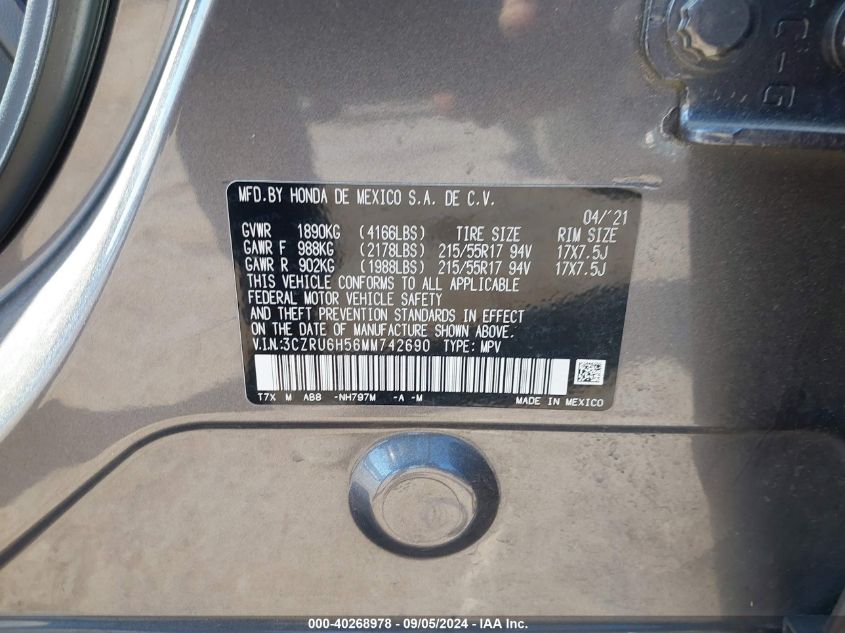 C-G
MFD.BY HONDA DE MEXICO S.A. DE C.V.
04/'21
GVWR 1890KG (4166LBS) TIRE SIZE RIM SIZE
GAWR F 988KG (2178LBS) 215/55R17 94V 17X7.5J
GAWR R 902KG (1988LBS) 215/55R17 94V 17X7.5J
THIS VEHICLE CONFORMS TO ALL APPLICABLE
FEDERAL MOTOR VEHICLE SAFETY
AND THEFT PREVENTION STANDARDS IN EFFECT
ON THE DATE OF MANUFACTURE SHOWN ABOVE.
V.I.N:3CZRU6H56MM742690 TYPE: MPV
T7X M AB8 -NH797M -A -M MADE IN MEXICO
000-40268978 - 09/05/2024 - IAA Inc.